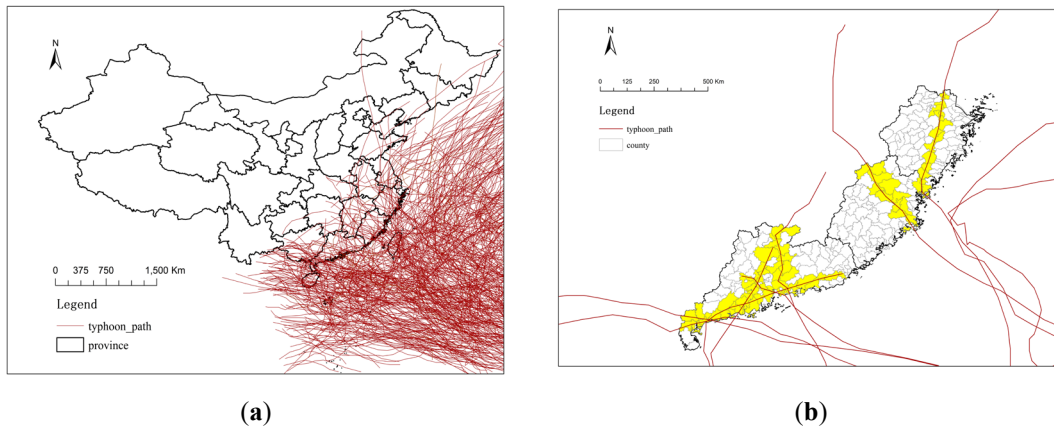 N
0 375 750 1,500 Km
Legend
typhoon_path
province
(a)
N
0 125 250 500 Km
Legend
typhoon_path
county
(b)